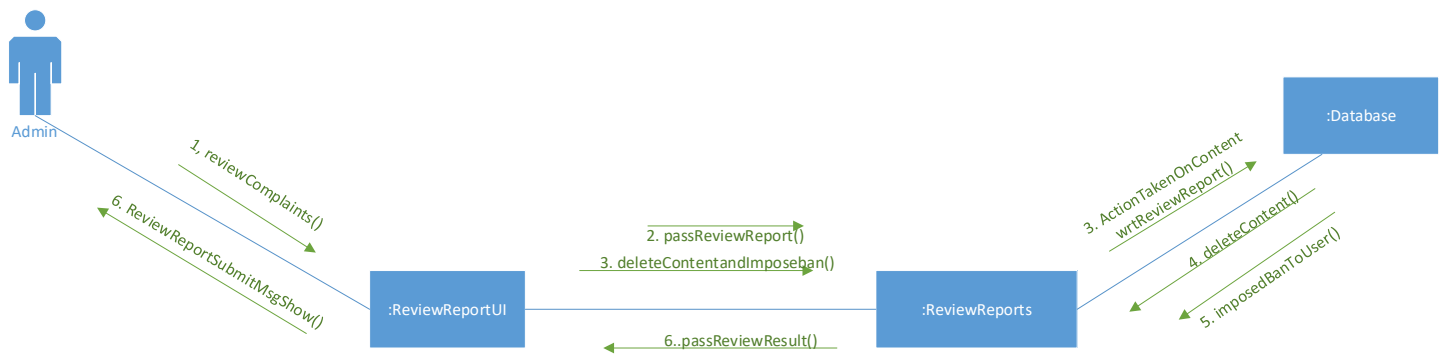 Admin
1, reviewComplaints()
6. ReviewReportSubmitMsgShow()
:ReviewReportUI
2. passReviewReport()
3. deleteContentandImposeban()
6..passReviewResult()
:ReviewReports
3. ActionTakenOnContent
wrtReviewReport()
4. deleteContent()
5. imposedBanToUser()
:Database